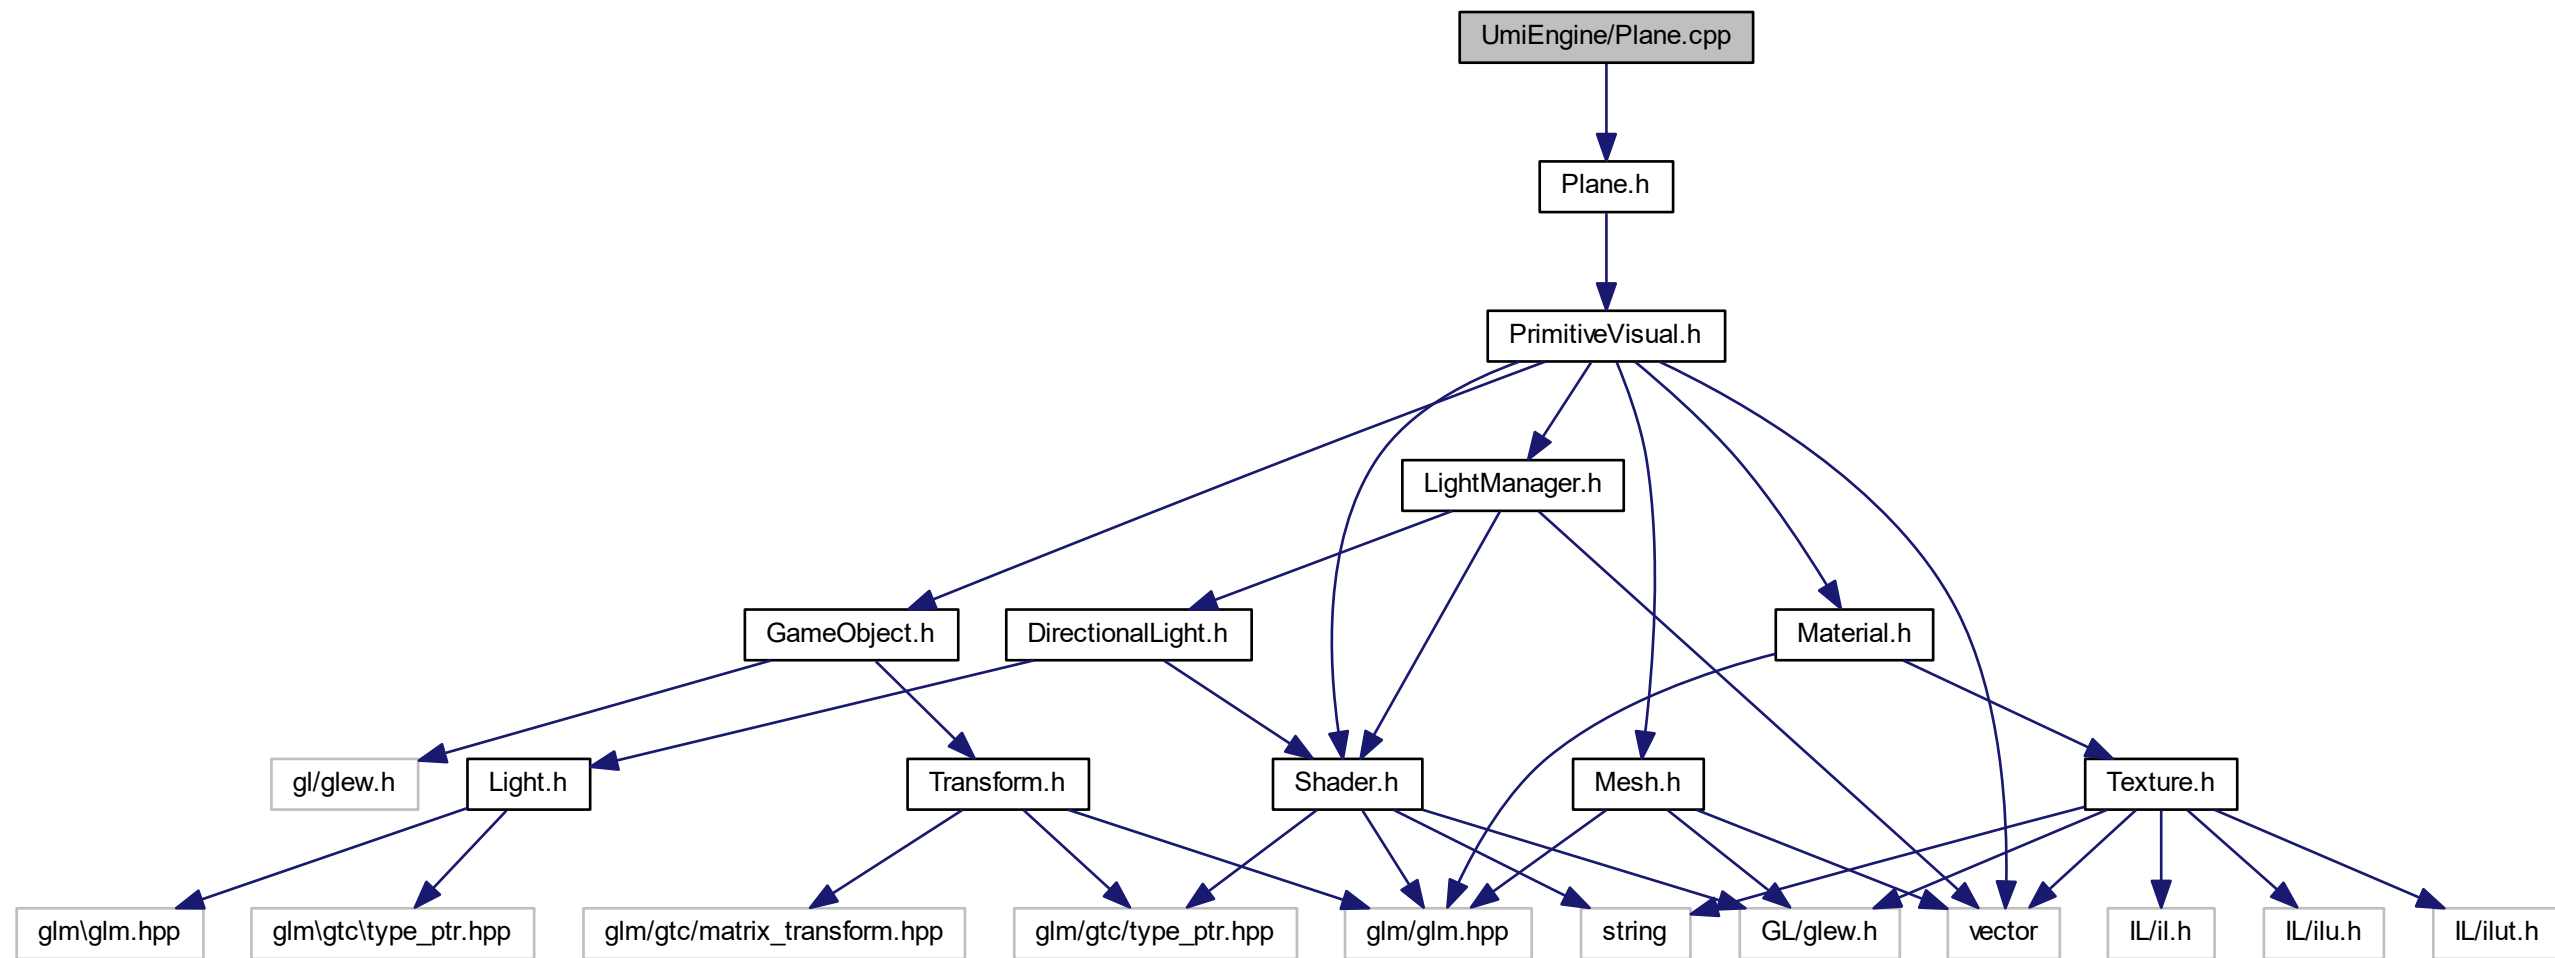 UmiEngine/Plane.cpp
Plane.h
PrimitiveVisual.h
LightManager.h
GameObject.h
DirectionalLight.h
Material.h
gl/glew.h
Light.h
Transform.h
Shader.h
Mesh.h
Texture.h
glm\glm.hpp
glm\gtc\type_ptr.hpp
glm/gtc/matrix_transform.hpp
glm/gtc/type_ptr.hpp
glm/glm.hpp
string
GL/glew.h
vector
IL/il.h
IL/ilu.h
IL/ilut.h